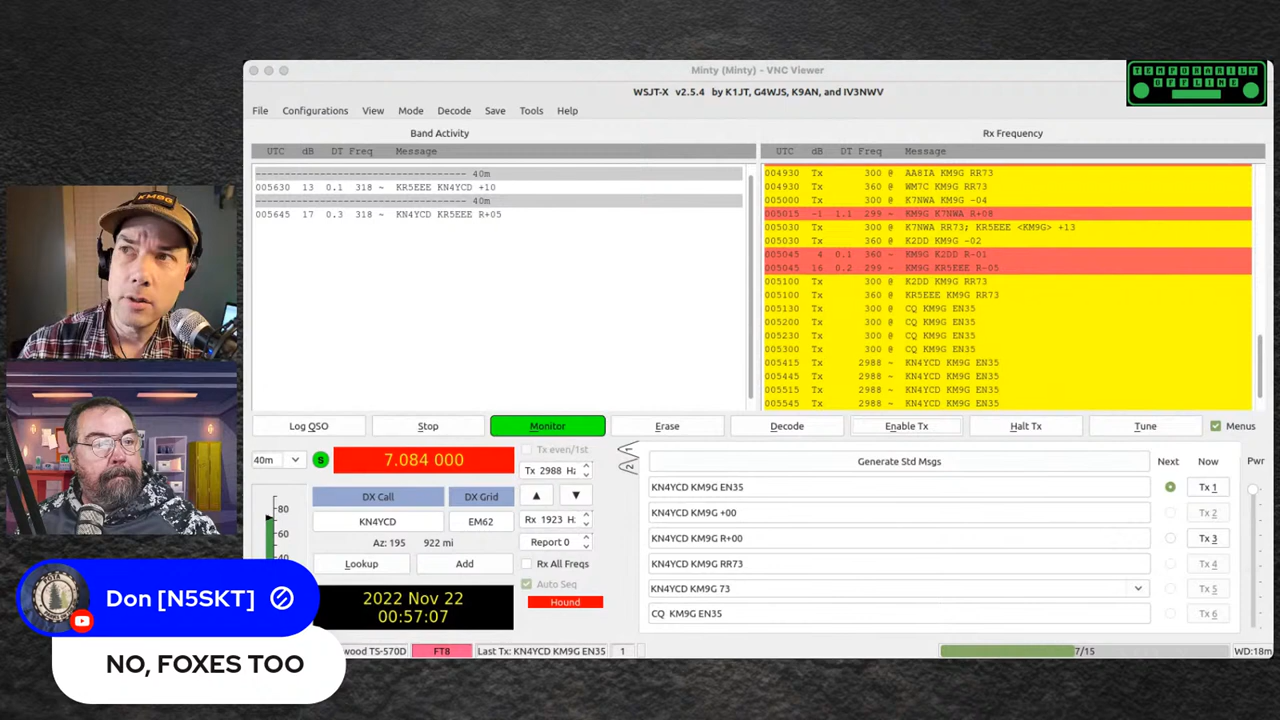 Minty (Minty) - VNC Viewer
TEMPORARILY
OFFLINE
WSJT-X v2.5.4 by K1JT, G4WJS, K9AN, and IV3NWV
File Configurations View Mode Decode Save Tools Help
Band Activity
UTC dB DT Freq Message
------------------------------------ 40m
005630 13 0.1 318 ~ KR5EEE KN4YCD +10
------------------------------------ 40m
005645 17 0.3 318 ~ KN4YCD KR5EEE R+05
Rx Frequency
UTC dB DT Freq Message
004930 Tx 300 @ AA8IA KM9G RR73
004930 Tx 360 @ WM7C KM9G RR73
005000 Tx 300 @ K7NWA KM9G -04
005015 -1 1.1 299 ~ KM9G K7NWA R+08
005030 Tx 300 @ K7NWA RR73; KR5EEE <KM9G> +13
005030 Tx 360 @ K2DD KM9G -02
005045 4 0.1 360 ~ KM9G K2DD R-01
005045 16 0.2 299 ~ KM9G KR5EEE R-05
005100 Tx 300 @ K2DD KM9G RR73
005100 Tx 360 @ KR5EEE KM9G RR73
005130 Tx 300 @ CQ KM9G EN35
005200 Tx 300 @ CQ KM9G EN35
005230 Tx 300 @ CQ KM9G EN35
005300 Tx 300 @ CQ KM9G EN35
005415 Tx 2988 ~ KN4YCD KM9G EN35
005445 Tx 2988 ~ KN4YCD KM9G EN35
005515 Tx 2988 ~ KN4YCD KM9G EN35
005545 Tx 2988 ~ KN4YCD KM9G EN35
KM9G
Log QSO Stop Monitor Erase Decode Enable Tx Halt Tx Tune Menus
40m S 7.084 000
80
60
40
DX Call DX Grid
KN4YCD EM62
Az: 195 922 mi
Lookup Add
2022 Nov 22
00:57:07
Tx even/1st
Tx 2988 Hz
Rx 1923 H
Report 0
Rx All Freqs
Auto Seq
Hound
1
2
Generate Std Msgs Next Now Pwr
KN4YCD KM9G EN35 Tx 1
KN4YCD KM9G +00 Tx 2
KN4YCD KM9G R+00 Tx 3
KN4YCD KM9G RR73 Tx 4
KN4YCD KM9G 73 Tx 5
CQ KM9G EN35 Tx 6
wood TS-570D FT8 Last Tx: KN4YCD KM9G EN35 1 7/15 WD:18m
Don [N5SKT]
NO, FOXES TOO